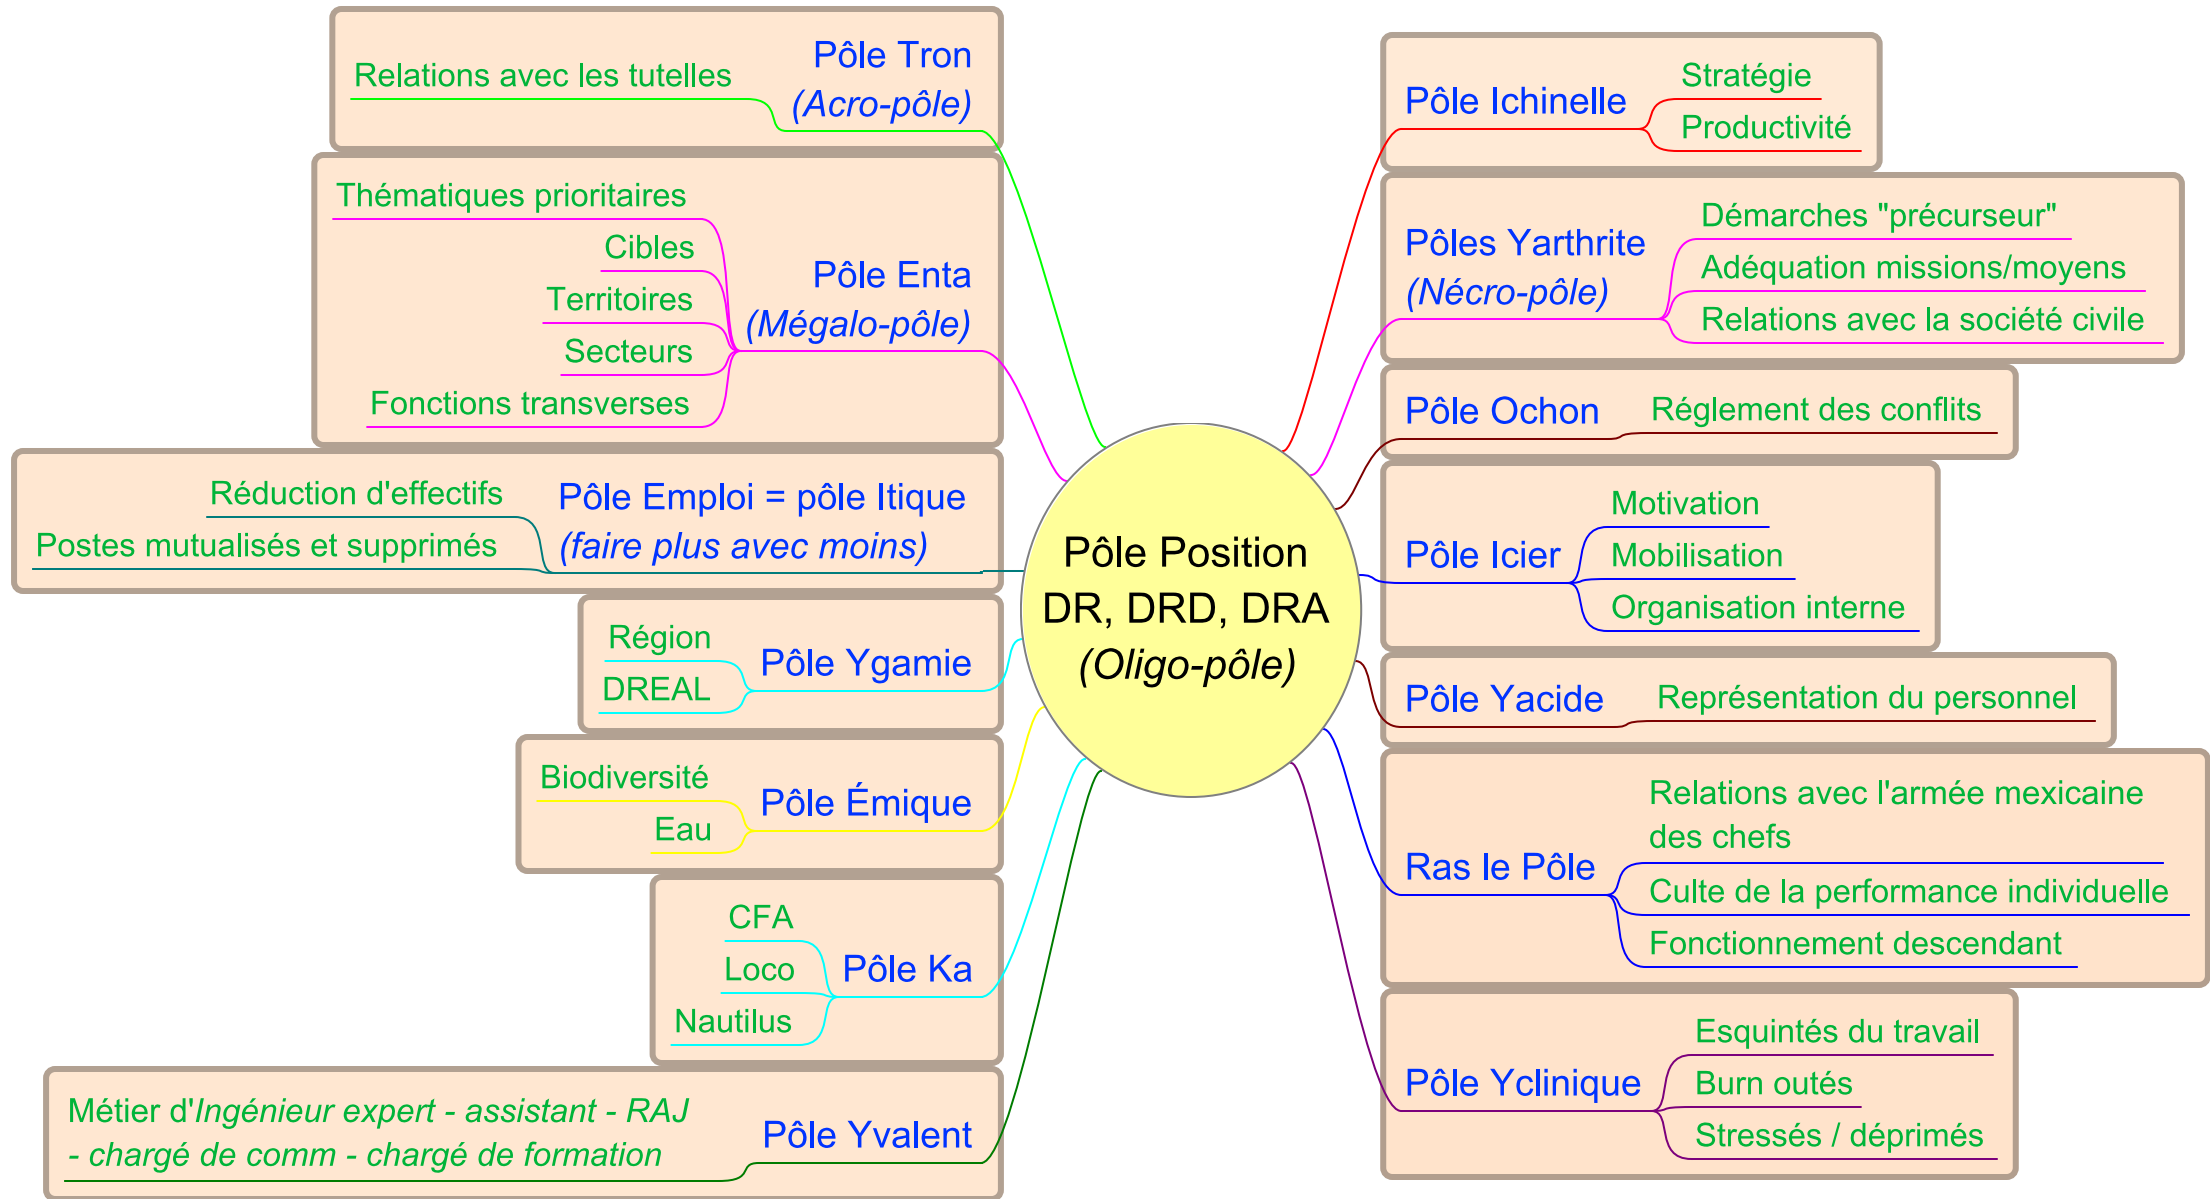 Pôle Position
DR, DRD, DRA
(Oligo-pôle)
Pôle Tron
(Acro-pôle)
Relations avec les tutelles
Pôle Enta
(Mégalo-pôle)
Thématiques prioritaires
Cibles
Territoires
Secteurs
Fonctions transverses
Pôle Emploi = pôle Itique
(faire plus avec moins)
Réduction d'effectifs
Postes mutualisés et supprimés
Pôle Ygamie
Région
DREAL
Pôle Émique
Biodiversité
Eau
Pôle Ka
CFA
Loco
Nautilus
Pôle Yvalent
Métier d'Ingénieur expert - assistant - RAJ
- chargé de comm - chargé de formation
Pôle Ichinelle
Stratégie
Productivité
Pôles Yarthrite
(Nécro-pôle)
Démarches "précurseur"
Adéquation missions/moyens
Relations avec la société civile
Pôle Ochon
Réglement des conflits
Pôle Icier
Motivation
Mobilisation
Organisation interne
Pôle Yacide
Représentation du personnel
Ras le Pôle
Relations avec l'armée mexicaine
des chefs
Culte de la performance individuelle
Fonctionnement descendant
Pôle Yclinique
Esquintés du travail
Burn outés
Stressés / déprimés